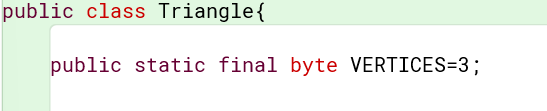 public class Triangle{
public static final byte VERTICES=3;